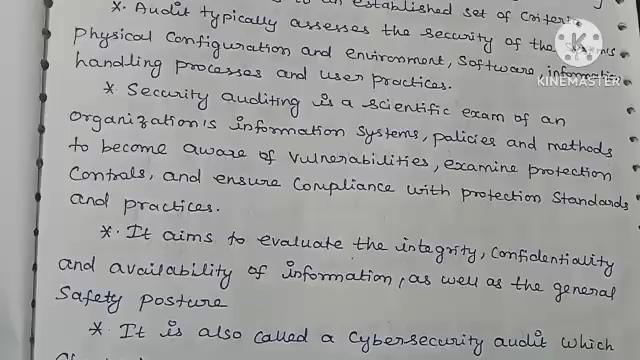 to an established set of Criteria
*. Audit typically assesses the security of the System's
Physical Configuration and environment, Software information
handling processes and user practices.
* Security auditing is a scientific exam of an
Organization's information systems, policies and methods
to become aware of vulnerabilities, examine protection
Controls, and ensure Compliance with protection Standards
and practices.
*. It aims to evaluate the integrity, Confidentiality
and availability of information, as well as the general
Safety posture
*. It is also called a Cybersecurity audit which
KINEMASTER